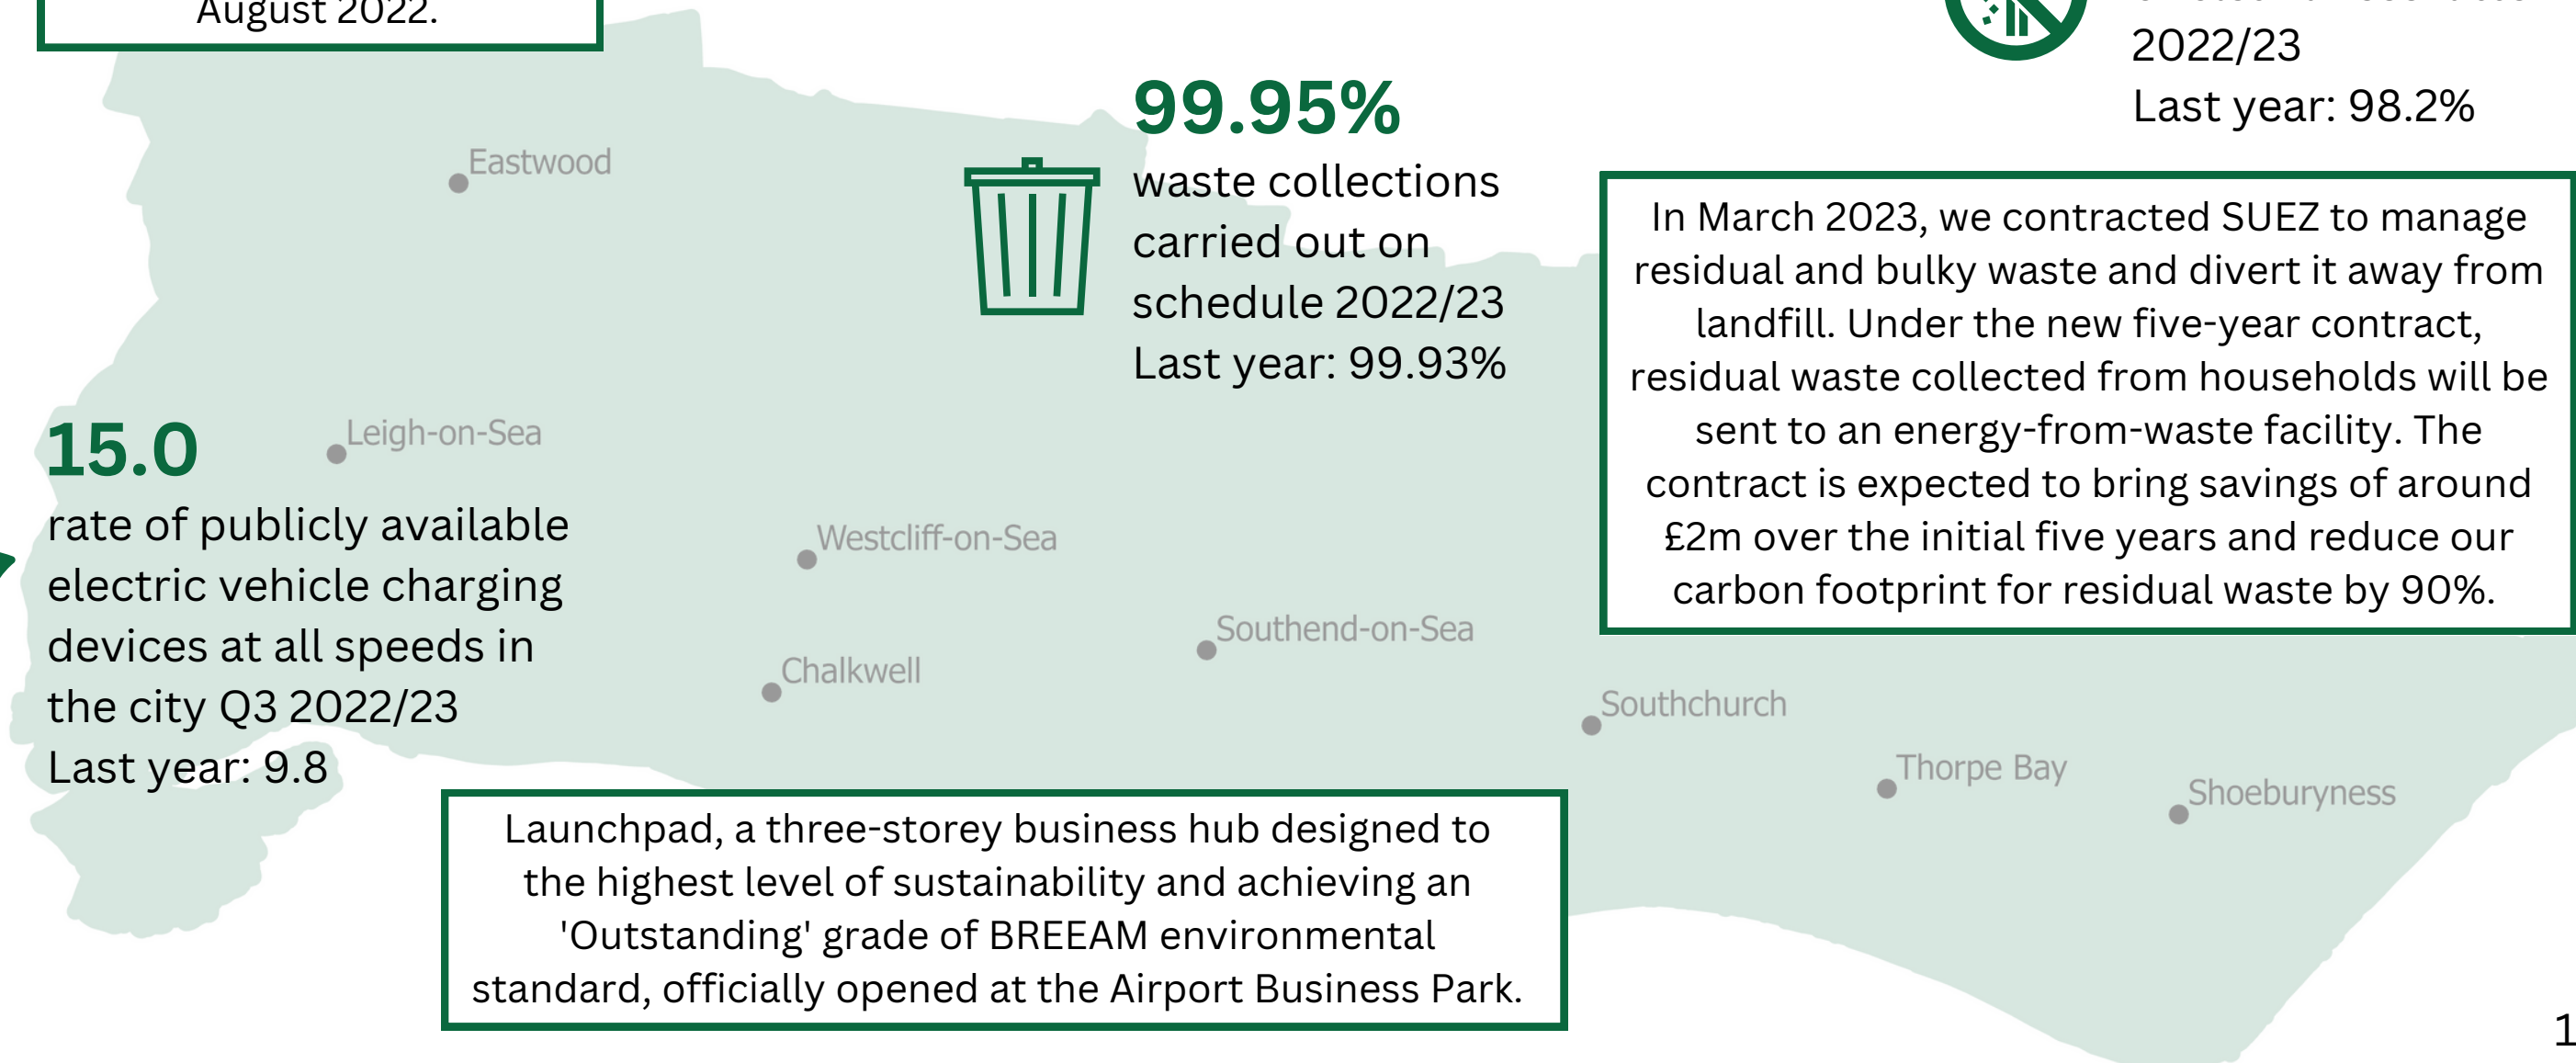 August 2022.
2022/23
Last year: 98.2%
99.95%
waste collections
carried out on
schedule 2022/23
Last year: 99.93%
In March 2023, we contracted SUEZ to manage
residual and bulky waste and divert it away from
landfill. Under the new five-year contract,
residual waste collected from households will be
sent to an energy-from-waste facility. The
contract is expected to bring savings of around
£2m over the initial five years and reduce our
carbon footprint for residual waste by 90%.
Eastwood
Leigh-on-Sea
15.0
rate of publicly available
electric vehicle charging
devices at all speeds in
the city Q3 2022/23
Last year: 9.8
Westcliff-on-Sea
Chalkwell
Southend-on-Sea
Southchurch
Thorpe Bay
Shoeburyness
Launchpad, a three-storey business hub designed to
the highest level of sustainability and achieving an
'Outstanding' grade of BREEAM environmental
standard, officially opened at the Airport Business Park.
1